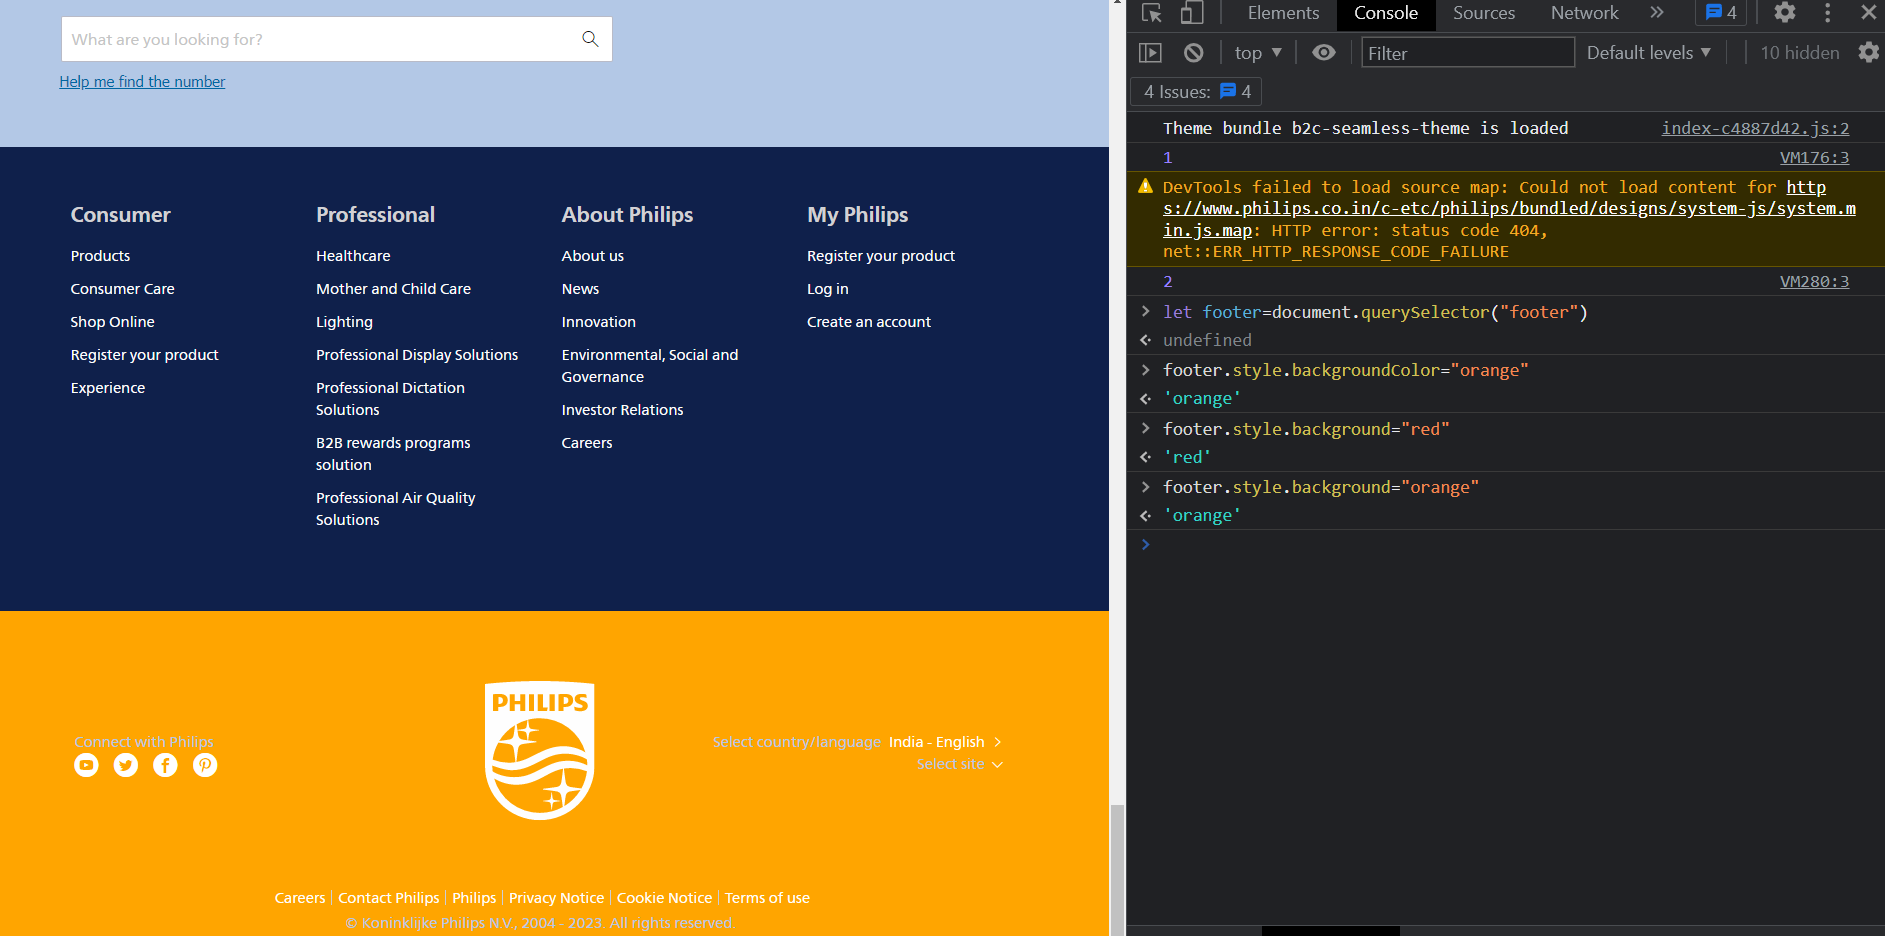 What are you looking for?
Help me find the number
Consumer
Products
Consumer Care
Shop Online
Register your product
Experience
Professional
Healthcare
Mother and Child Care
Lighting
Professional Display Solutions
Professional Dictation
Solutions
B2B rewards programs
solution
Professional Air Quality
Solutions
About Philips
About us
News
Innovation
Environmental, Social and
Governance
Investor Relations
Careers
My Philips
Register your product
Log in
Create an account
Connect with Philips
PHILIPS
Select country/language India - English
Select site
Careers Contact Philips Philips Privacy Notice Cookie Notice Terms of use
© Koninklijke Philips N.V., 2004 - 2023. All rights reserved.
Elements Console Sources Network » 4
top ▼ Filter Default levels ▼ 10 hidden
4 Issues: 4
Theme bundle b2c-seamless-theme is loaded index-c4887d42.js:2
1 VM176:3
DevTools failed to load source map: Could not load content for http
s://www.philips.co.in/c-etc/philips/bundled/designs/system-js/system.m
in.js.map: HTTP error: status code 404,
net::ERR_HTTP_RESPONSE_CODE_FAILURE
2 VM280:3
> let footer=document.querySelector("footer")
undefined
> footer.style.backgroundColor="orange"
'orange'
> footer.style.background="red"
'red'
> footer.style.background="orange"
'orange'
>